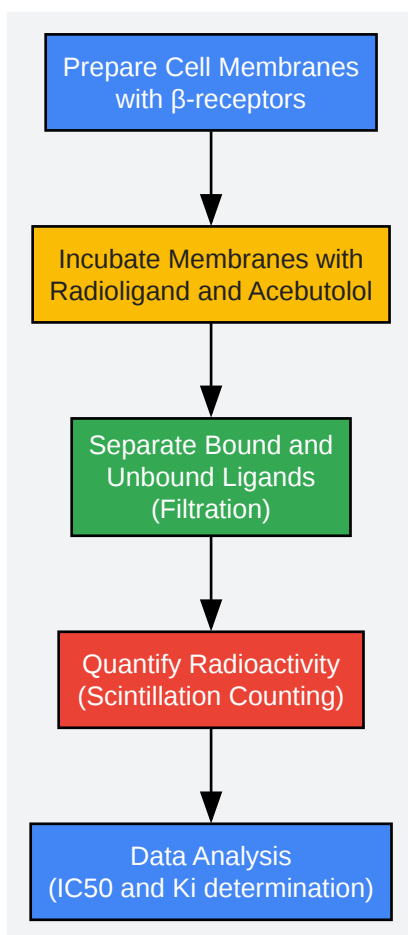 Prepare Cell Membranes
with β-receptors
Incubate Membranes with
Radioligand and Acebutolol
Separate Bound and
Unbound Ligands
(Filtration)
Quantify Radioactivity
(Scintillation Counting)
Data Analysis
(IC50 and Ki determination)